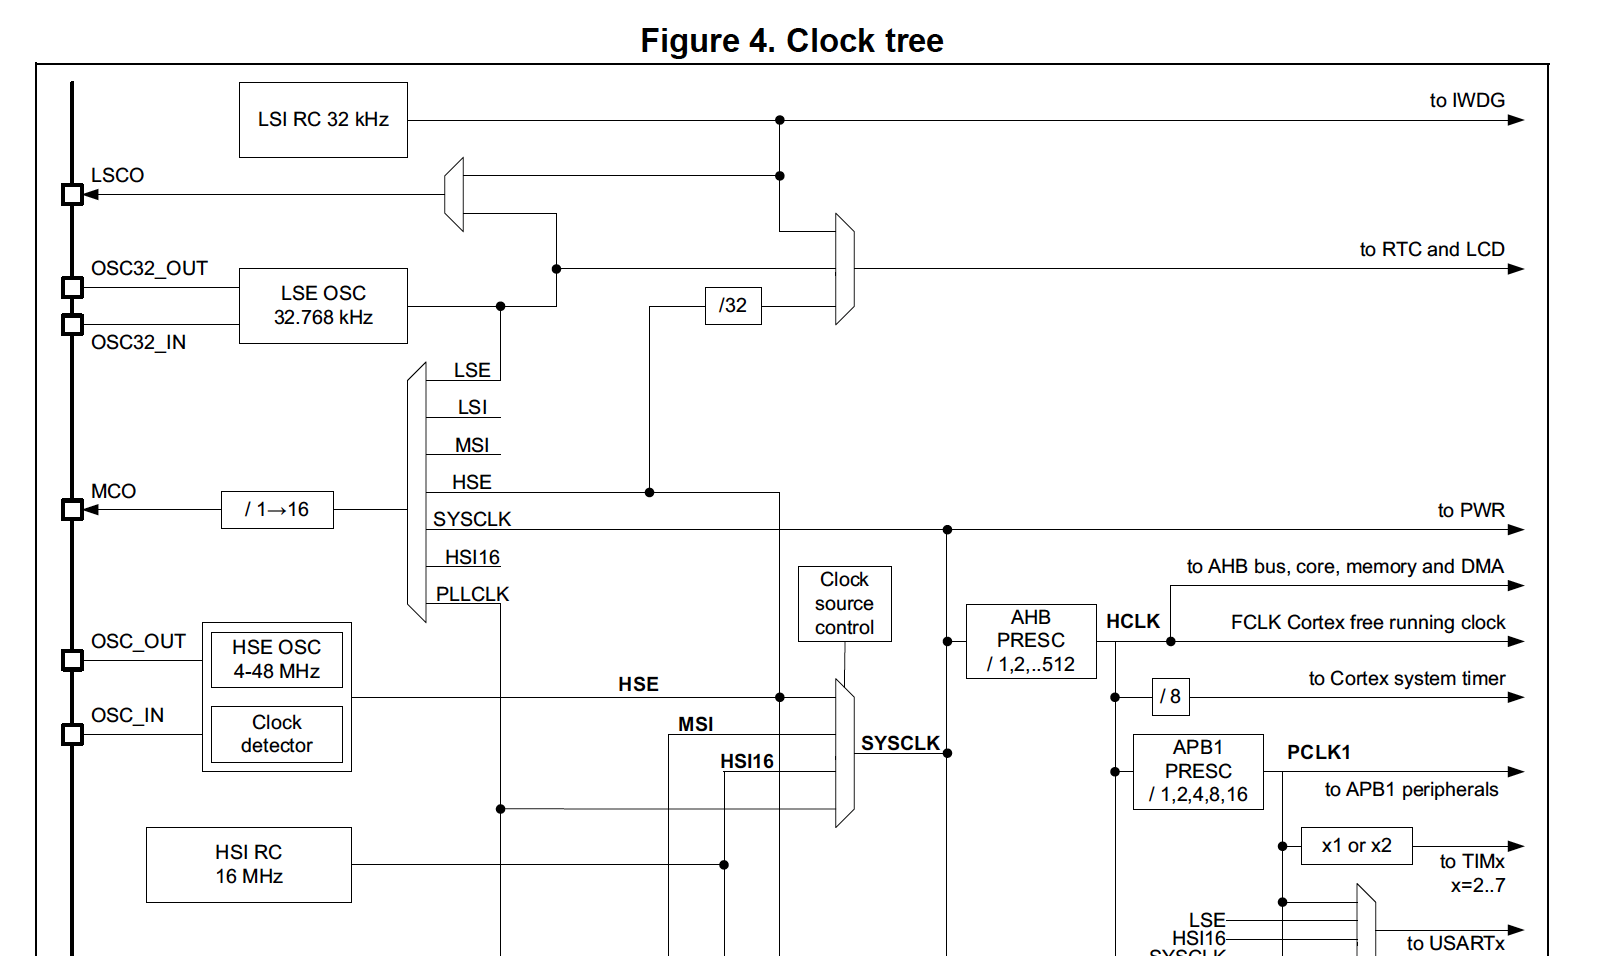 Figure 4. Clock tree
LSI RC 32 kHz
to IWDG
LSCO
to RTC and LCD
OSC32_OUT
LSE OSC
32.768 kHz
/32
OSC32_IN
LSE
LSI
MSI
HSE
MCO
/ 1→16
SYSCLK
to PWR
HSI16
to AHB bus, core, memory and DMA
PLLCLK
Clock
source
control
AHB
PRESC
/ 1,2,..512
HCLK
FCLK Cortex free running clock
OSC_OUT
HSE OSC
4-48 MHz
HSE
/ 8
to Cortex system timer
OSC_IN
Clock
detector
MSI
SYSCLK
HSI16
APB1
PRESC
/ 1,2,4,8,16
PCLK1
to APB1 peripherals
HSI RC
16 MHz
x1 or x2
to TIMx
x=2..7
LSE
HSI16
SYSCLK
to USARTx